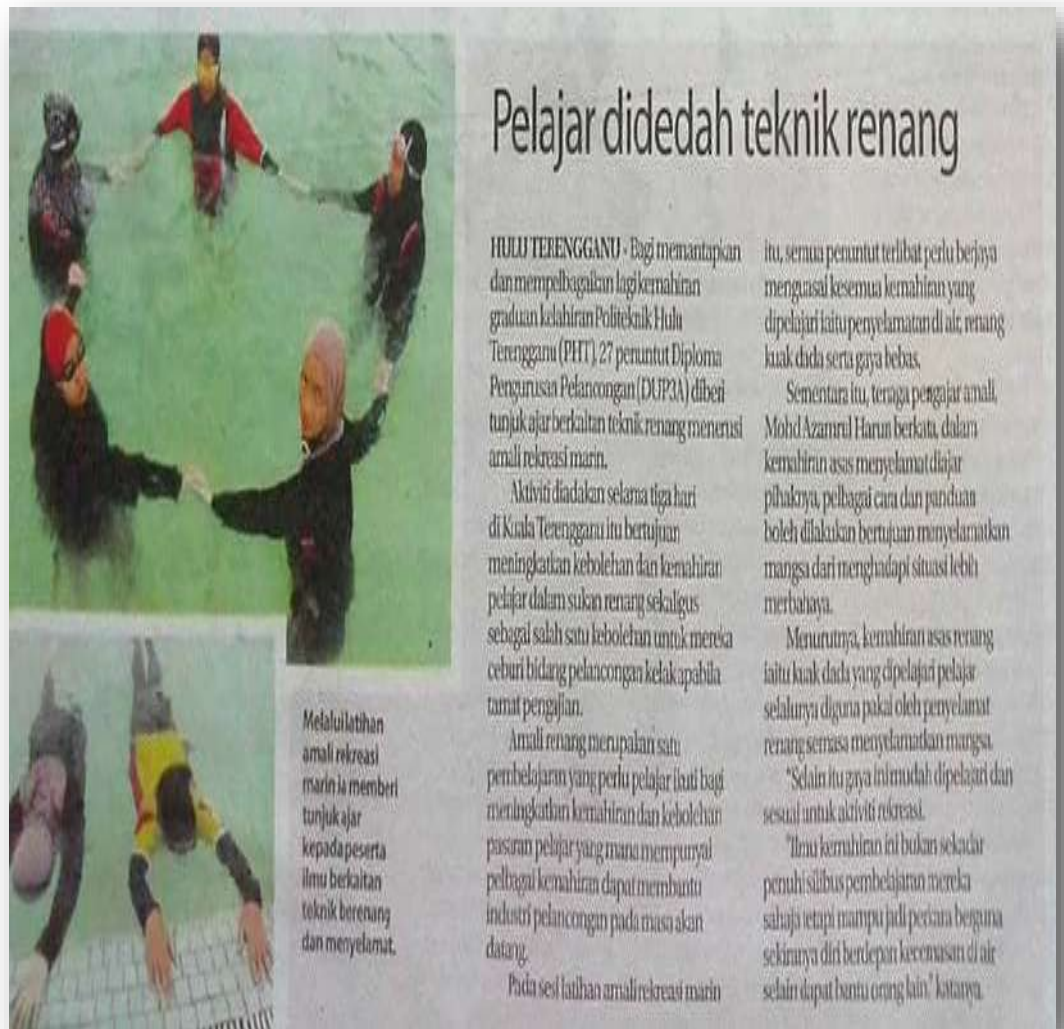 Pelajar didedah teknik renang
HULU TERENGGANU - Bagi memantapkan
dan mempelbagaikan lagi kemahiran
graduan kelahiran Politeknik Hulu
Terengganu (PHT), 27 penuntut Diploma
Pengurusan Pelancongan (DUP3A) diberi
tunjuk ajar berkaitan teknik renang menerusi
amali rekreasi marin.
Aktiviti diadakan selama tiga hari
di Kuala Terengganu itu bertujuan
meningkatkan kebolehan dan kemahiran
pelajar dalam sukan renang sekaligus
sebagai salah satu kebolehan untuk mereka
ceburi bidang pelancongan kelak apabila
tamat pengajian.
Amali renang merupakan satu
pembelajaran yang perlu pelajar ikuti bagi
meningkatkan kemahiran dan kebolehan
pasaran pelajar yang mana mempunyai
pelbagai kemahiran dapat membantu
industri pelancongan pada masa akan
datang.
Pada sesi latihan amali rekreasi marin
itu, semua penuntut terlibat perlu berjaya
menguasai kesemua kemahiran yang
dipelajari iaitu penyelamatan di air, renang
kuak dada serta gaya bebas.
Sementara itu, tenaga pengajar amali,
Mohd Azamrul Harun berkata, dalam
kemahiran asas menyelamat diajar
pihaknya, pelbagai cara dan panduan
boleh dilakukan bertujuan menyelamatkan
mangsa dari menghadapi situasi lebih
merbahaya.
Menurutnya, kemahiran asas renang
iaitu kuak dada yang dipelajari pelajar
selalunya diguna pakai oleh penyelamat
renang semasa menyelamatkan mangsa.
"Selain itu gaya ini mudah dipelajari dan
sesuai untuk aktiviti rekreasi.
"Ilmu kemahiran ini bukan sekadar
penuhi silibus pembelajaran mereka
sahaja tetapi mampu jadi perkara berguna
sekiranya diri berdepan kecemasan di air
selain dapat bantu orang lain," katanya.
Melalui latihan
amali rekreasi
marin ia memberi
tunjuk ajar
kepada peserta
ilmu berkaitan
teknik berenang
dan menyelamat.